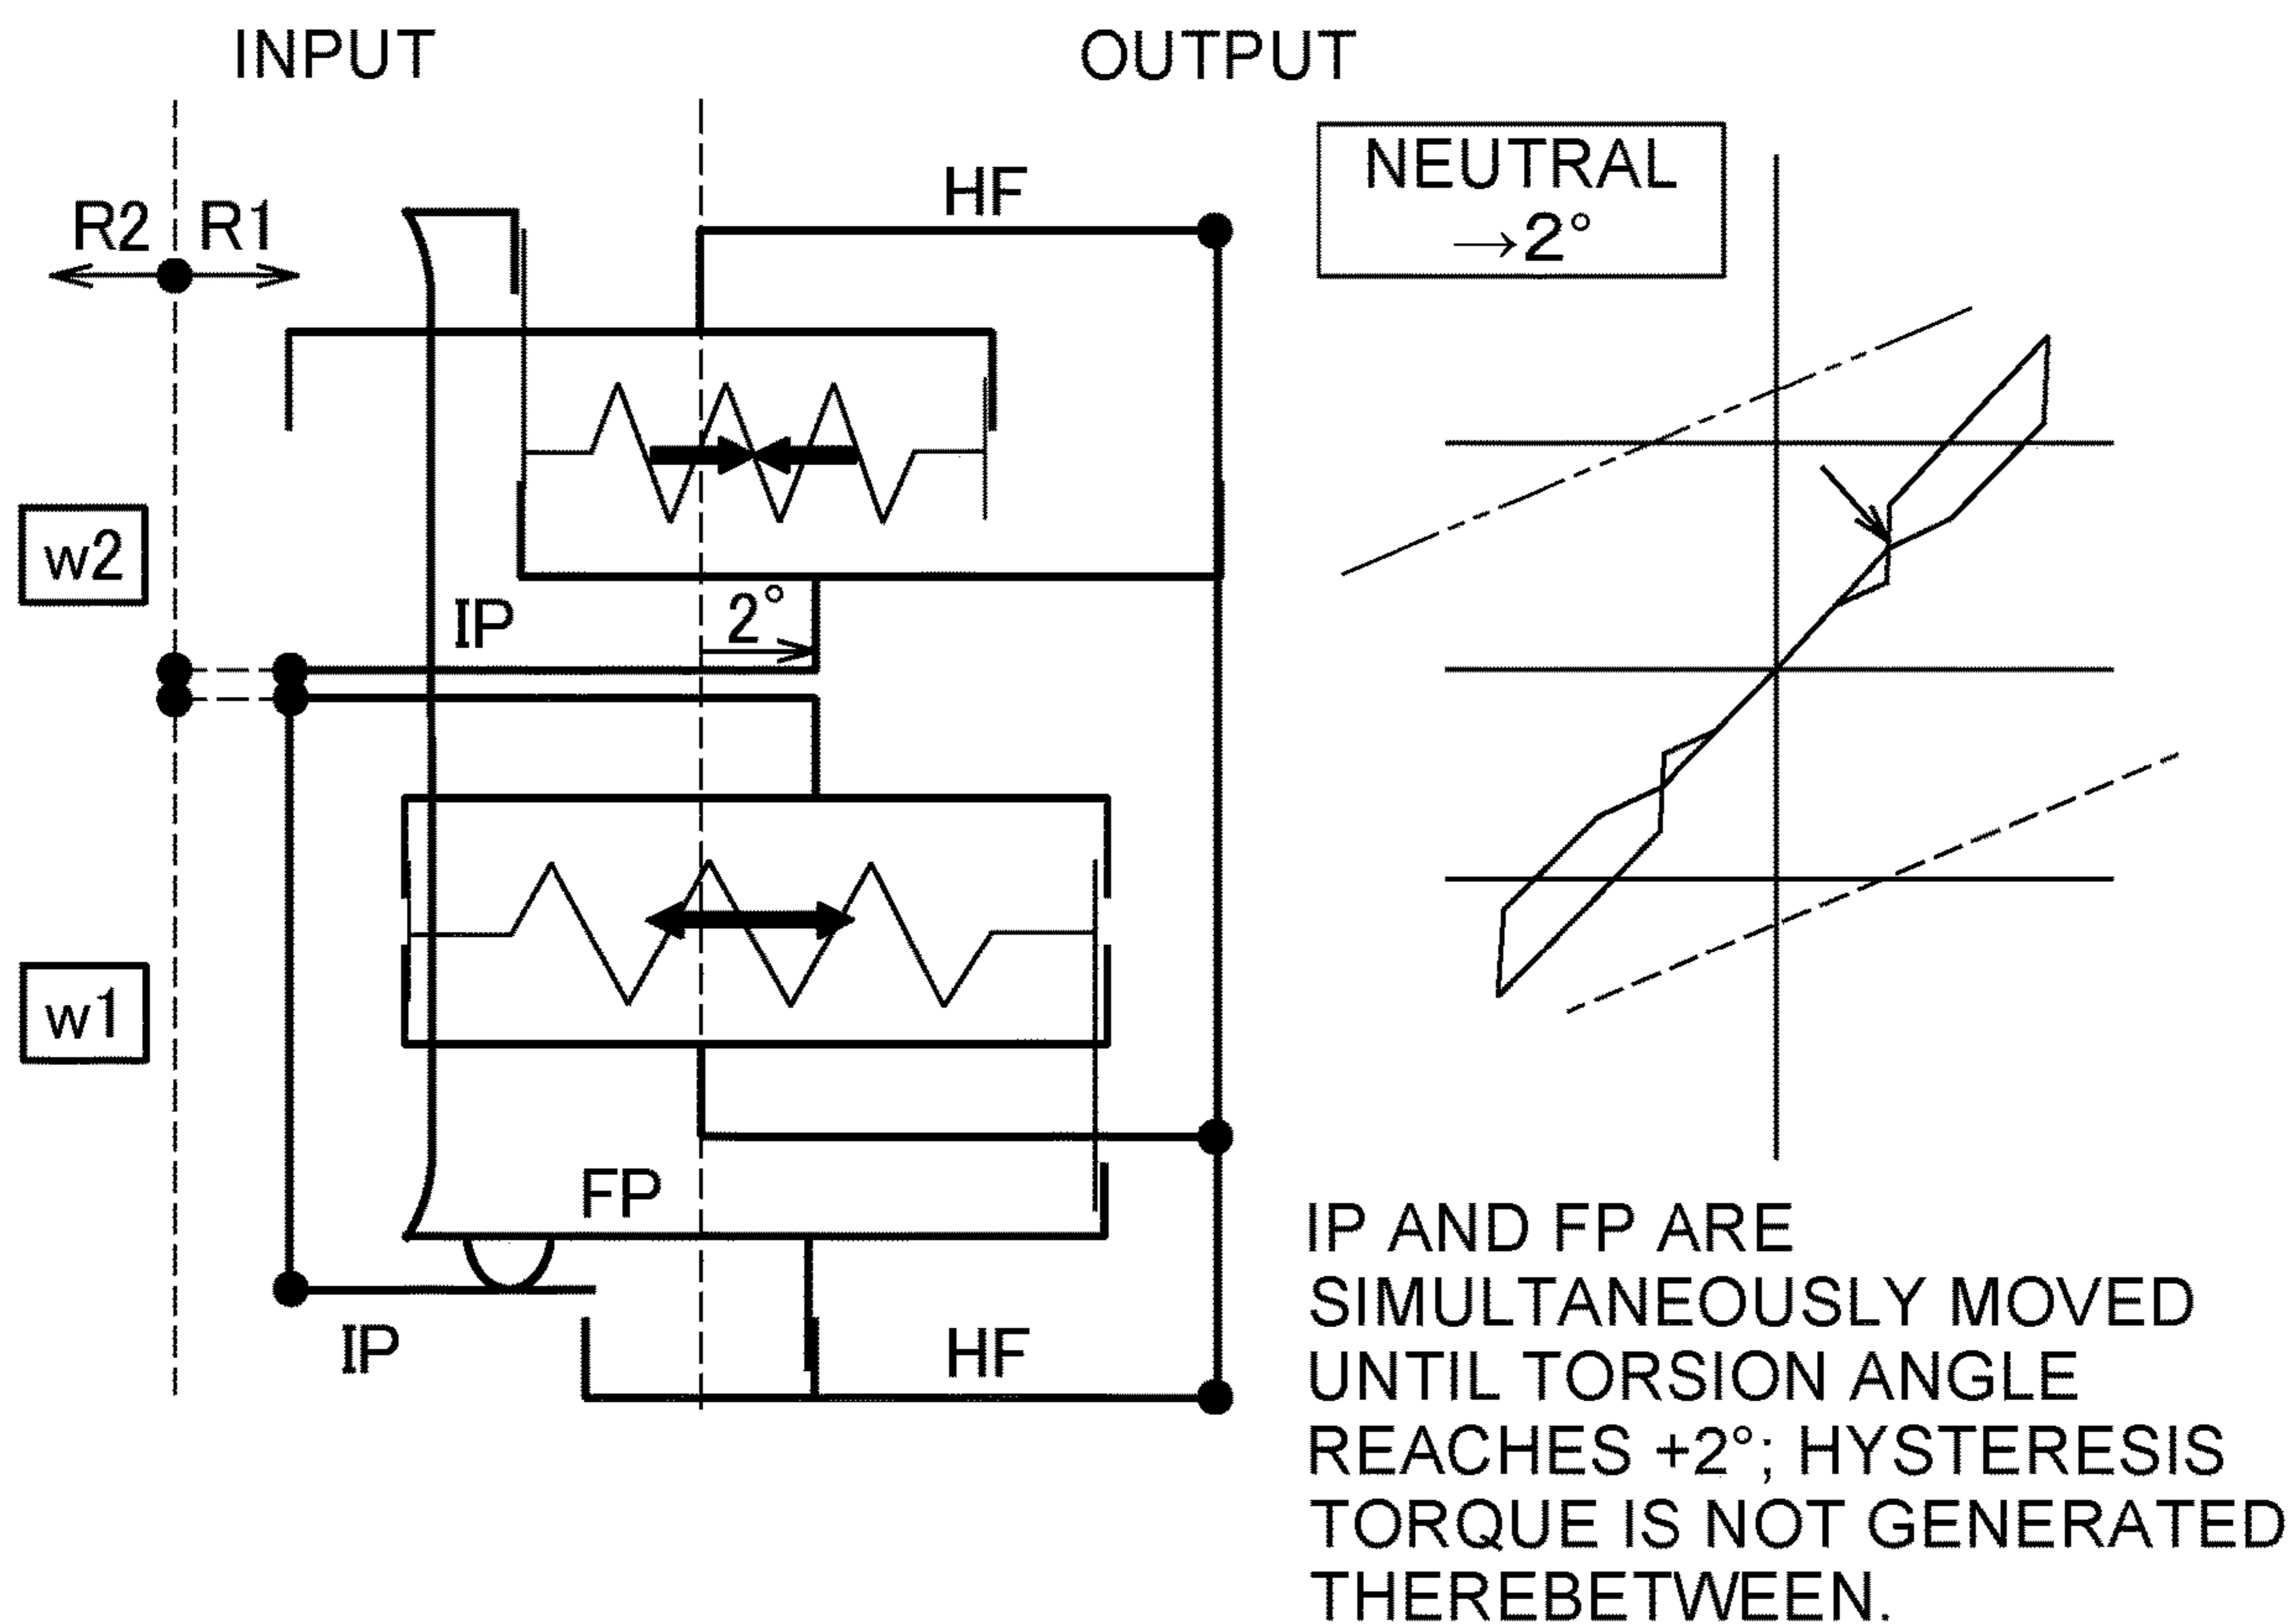 INPUT
OUTPUT
R2
R1
HF
NEUTRAL
→2°
w2
IP
2°
w1
FP
IP
HF
IP AND FP ARE
SIMULTANEOUSLY MOVED
UNTIL TORSION ANGLE
REACHES +2°; HYSTERESIS
TORQUE IS NOT GENERATED
THEREBETWEEN.